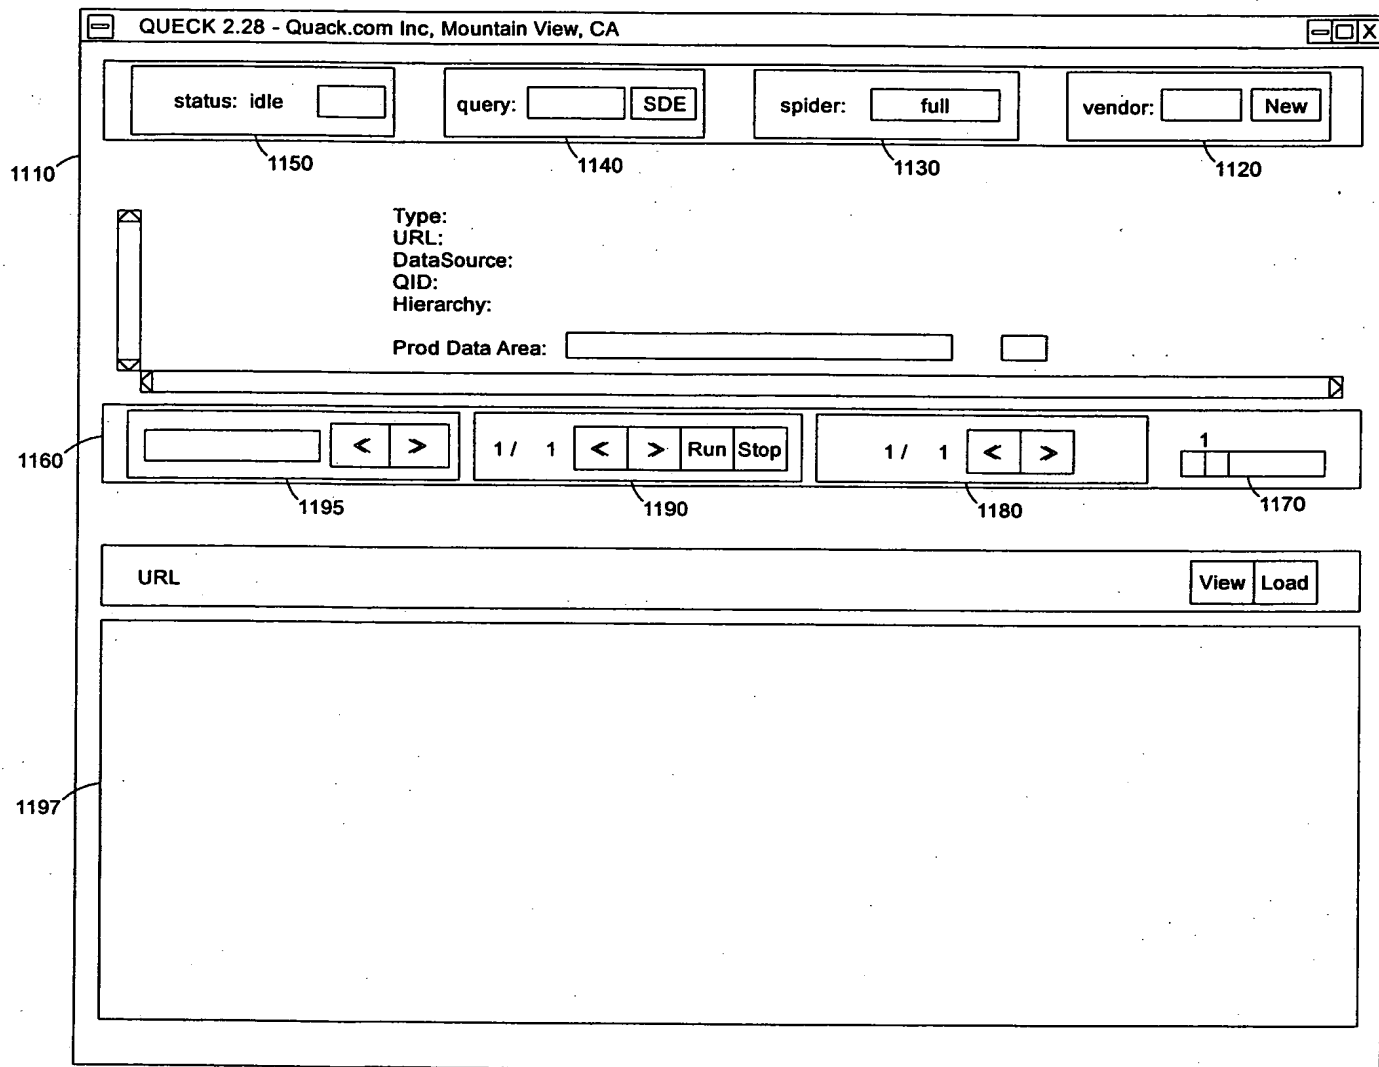 QUECK 2.28 - Quack.com Inc, Mountain View, CA
X
status: idle
query: SDE
spider: full
vendor: New
1110
1150
1140
1130
1120
Type:
URL:
DataSource:
QID:
Hierarchy:
Prod Data Area:
1160
< >
1 / 1 < > Run Stop
1 / 1 < >
1
1195
1190
1180
1170
URL View Load
1197